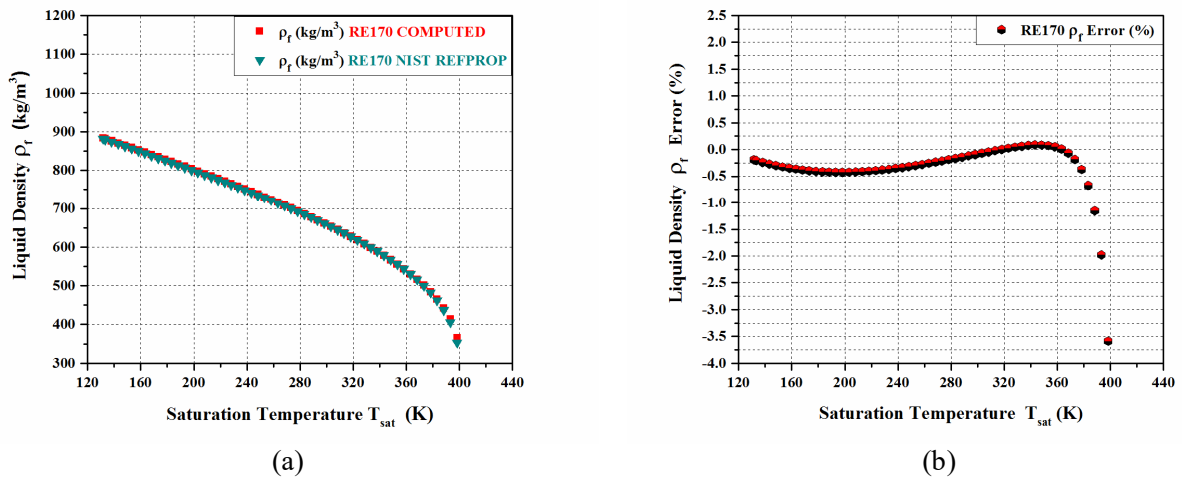 1200
1100
1000
900
800
700
600
500
400
300
120 160 200 240 280 320 360 400 440
Liquid Density ρf (kg/m³)
Saturation Temperature Tsat (K)
ρf (kg/m³) RE170 COMPUTED
ρf (kg/m³) RE170 NIST REFPROP
(a)
2.5
2.0
1.5
1.0
0.5
0.0
-0.5
-1.0
-1.5
-2.0
-2.5
-3.0
-3.5
-4.0
120 160 200 240 280 320 360 400 440
Liquid Density ρf Error (%)
Saturation Temperature Tsat (K)
RE170 ρf Error (%)
(b)